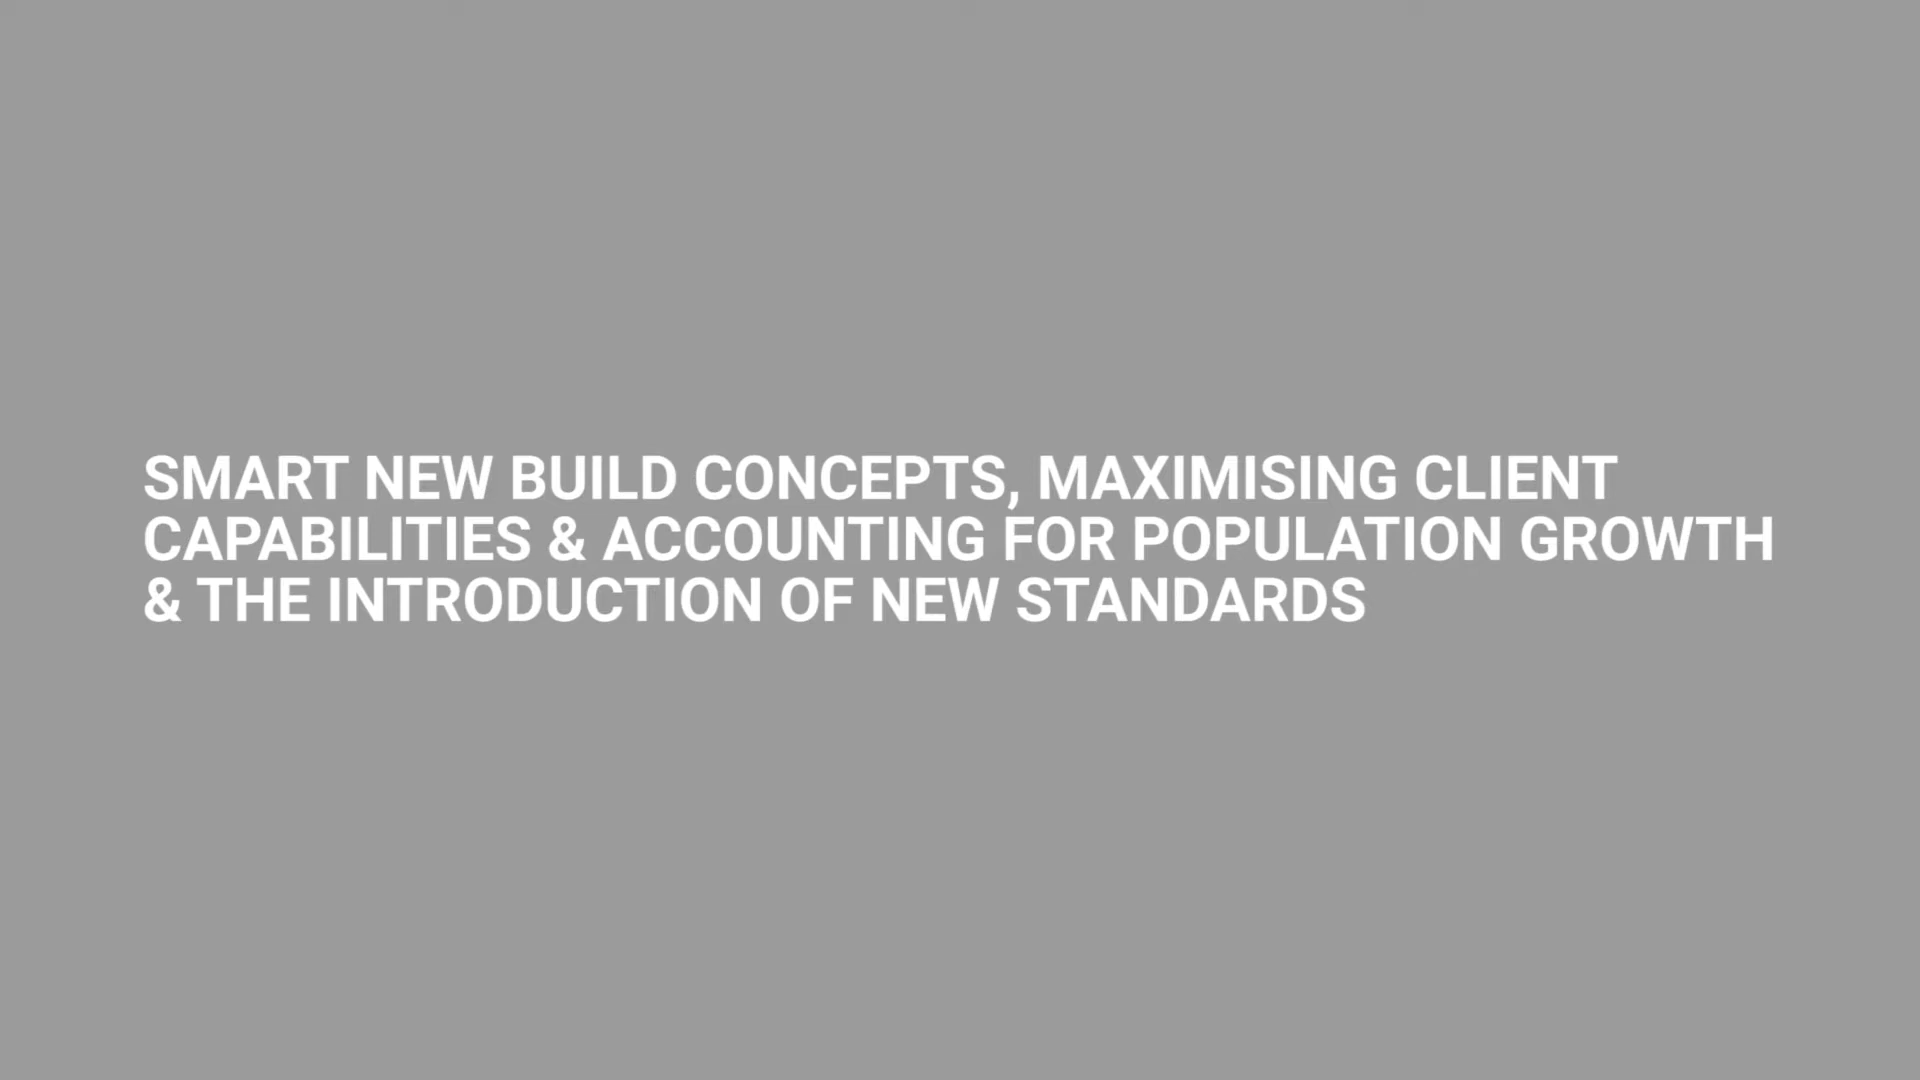 SMART NEW BUILD CONCEPTS, MAXIMISING CLIENT
CAPABILITIES & ACCOUNTING FOR POPULATION GROWTH
& THE INTRODUCTION OF NEW STANDARDS